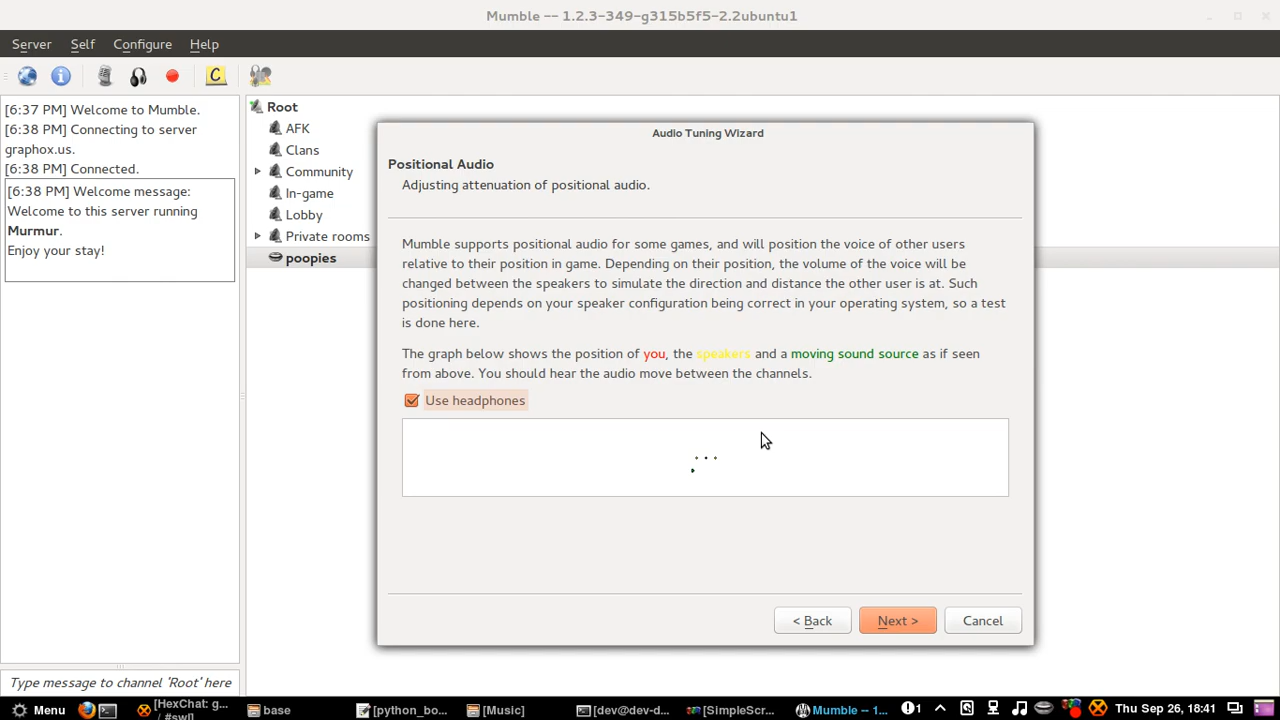 Mumble -- 1.2.3-349-g315b5f5-2.2ubuntu1
Server Self Configure Help
C
[6:37 PM] Welcome to Mumble.
[6:38 PM] Connecting to server
graphox.us.
[6:38 PM] Connected.
[6:38 PM] Welcome message:
Welcome to this server running
Murmur.
Enjoy your stay!
Type message to channel 'Root' here
Root
AFK
Clans
Community
In-game
Lobby
Private rooms
poopies
Audio Tuning Wizard
Positional Audio
Adjusting attenuation of positional audio.
Mumble supports positional audio for some games, and will position the voice of other users
relative to their position in game. Depending on their position, the volume of the voice will be
changed between the speakers to simulate the direction and distance the other user is at. Such
positioning depends on your speaker configuration being correct in your operating system, so a test
is done here.
The graph below shows the position of you, the speakers and a moving sound source as if seen
from above. You should hear the audio move between the channels.
Use headphones
< Back Next > Cancel
Menu [HexChat: g... / #swl] base [python_bo... [Music] [dev@dev-d... [SimpleScr... Mumble -- 1... 1 Thu Sep 26, 18:41